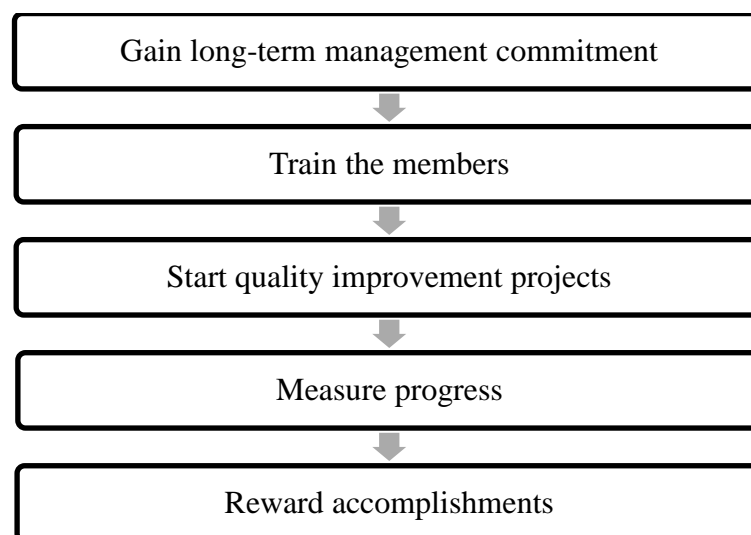 Gain long-term management commitment
Train the members
Start quality improvement projects
Measure progress
Reward accomplishments